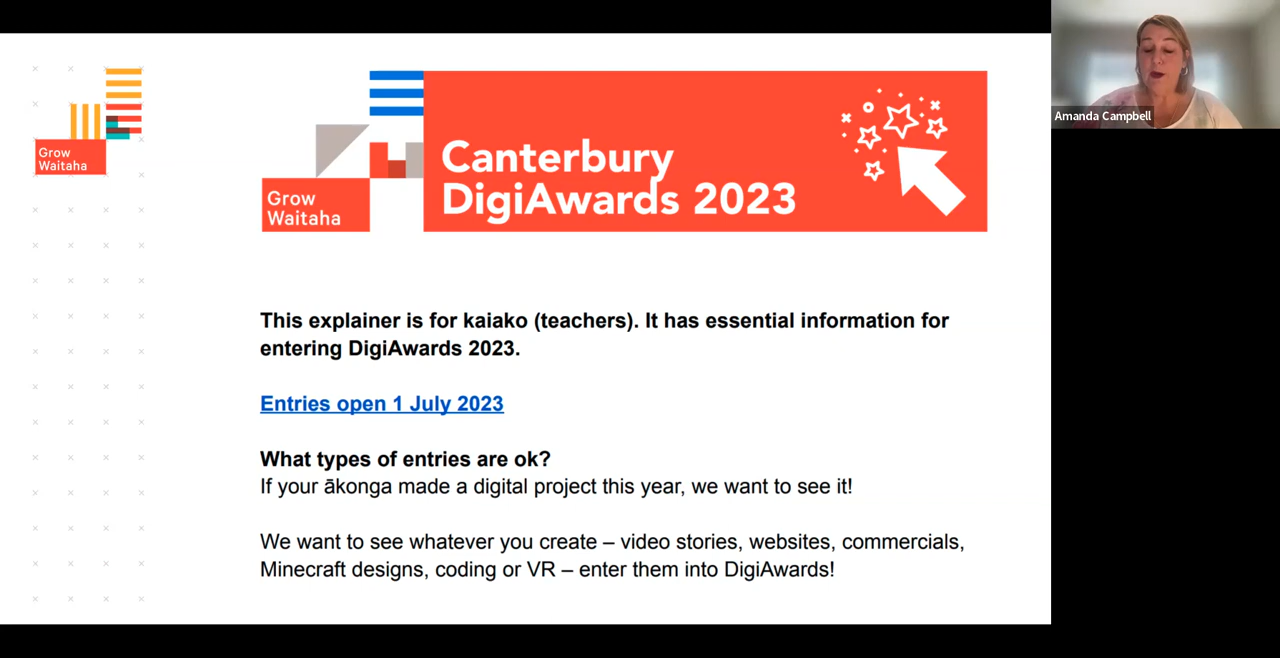 Grow
Waitaha
Grow
Waitaha
Canterbury
DigiAwards 2023
Amanda Campbell
This explainer is for kaiako (teachers). It has essential information for
entering DigiAwards 2023.
Entries open 1 July 2023
What types of entries are ok?
If your ākonga made a digital project this year, we want to see it!
We want to see whatever you create – video stories, websites, commercials,
Minecraft designs, coding or VR – enter them into DigiAwards!